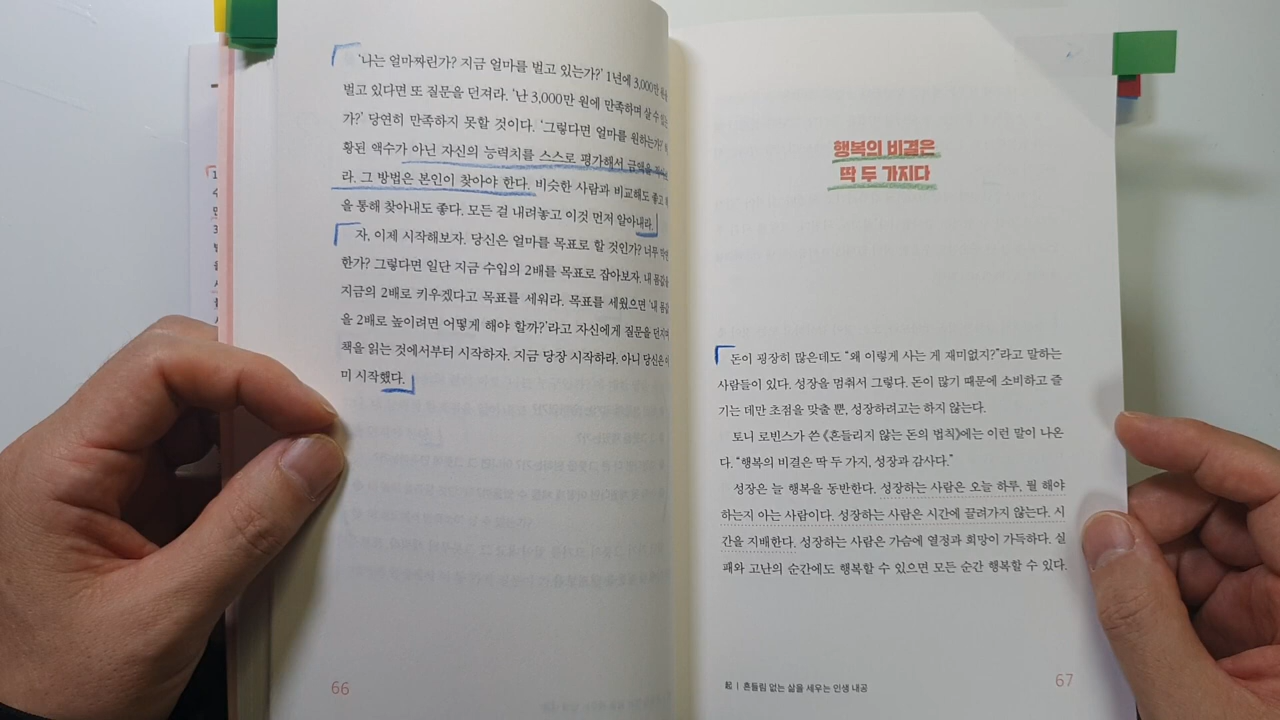 '나는 얼마짜린가? 지금 얼마를 벌고 있는가?' 1년에 3,000만 원을
벌고 있다면 또 질문을 던져라. '난 3,000만 원에 만족하며 살 수 있는
가?' 당연히 만족하지 못할 것이다. '그렇다면 얼마를 원하는가?'
황된 액수가 아닌 자신의 능력치를 스스로 평가해서 금액을
라. 그 방법은 본인이 찾아야 한다. 비슷한 사람과 비교해도 좋고
을 통해 찾아내도 좋다. 모든 걸 내려놓고 이것 먼저 알아내라.
자, 이제 시작해보자. 당신은 얼마를 목표로 할 것인가? 너무 막연
한가? 그렇다면 일단 지금 수입의 2배를 목표로 잡아보자. 내 몸값을
지금의 2배로 키우겠다고 목표를 세워라. 목표를 세웠으면 '내 몸값
을 2배로 높이려면 어떻게 해야 할까?'라고 자신에게 질문을 던지며
책을 읽는 것에서부터 시작하자. 지금 당장 시작하라. 아니 당신은 이
미 시작했다.
66
행복의 비결은
딱 두 가지다
돈이 굉장히 많은데도 "왜 이렇게 사는 게 재미없지?"라고 말하는
사람들이 있다. 성장을 멈춰서 그렇다. 돈이 많기 때문에 소비하고 즐
기는 데만 초점을 맞출 뿐, 성장하려고는 하지 않는다.
토니 로빈스가 쓴 《흔들리지 않는 돈의 법칙》에는 이런 말이 나온
다. "행복의 비결은 딱 두 가지, 성장과 감사다."
성장은 늘 행복을 동반한다. 성장하는 사람은 오늘 하루, 뭘 해야
하는지 아는 사람이다. 성장하는 사람은 시간에 끌려가지 않는다. 시
간을 지배한다. 성장하는 사람은 가슴에 열정과 희망이 가득하다. 실
패와 고난의 순간에도 행복할 수 있으면 모든 순간 행복할 수 있다.
起 | 흔들림 없는 삶을 세우는 인생 내공
67